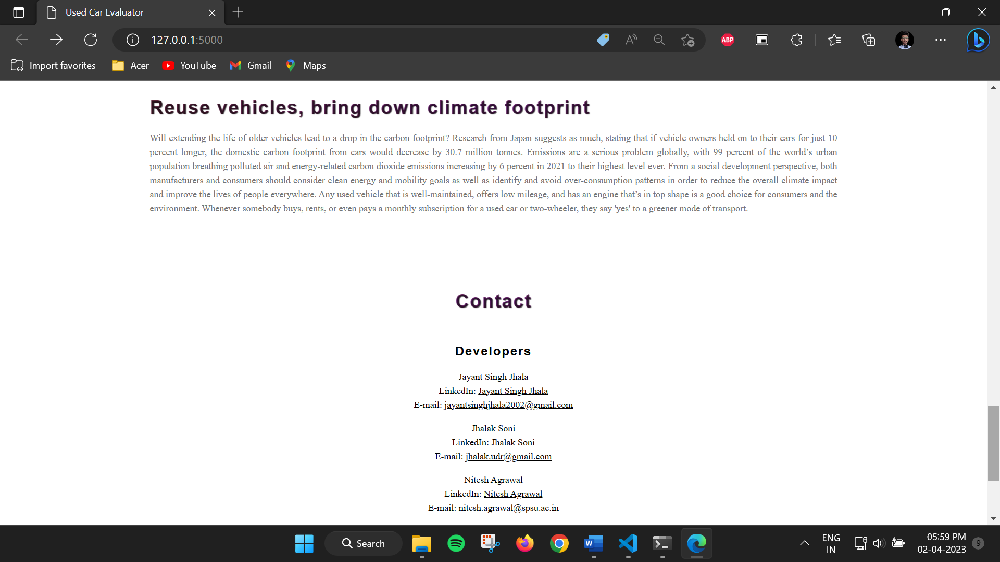 Used Car Evaluator
127.0.0.1:5000
ABP
Import favorites
Acer
YouTube
Gmail
Maps
Reuse vehicles, bring down climate footprint
Will extending the life of older vehicles lead to a drop in the carbon footprint? Research from Japan suggests as much, stating that if vehicle owners held on to their cars for just 10
percent longer, the domestic carbon footprint from cars would decrease by 30.7 million tonnes. Emissions are a serious problem globally, with 99 percent of the world’s urban
population breathing polluted air and energy-related carbon dioxide emissions increasing by 6 percent in 2021 to their highest level ever. From a social development perspective, both
manufacturers and consumers should consider clean energy and mobility goals as well as identify and avoid over-consumption patterns in order to reduce the overall climate impact
and improve the lives of people everywhere. Any used vehicle that is well-maintained, offers low mileage, and has an engine that’s in top shape is a good choice for consumers and the
environment. Whenever somebody buys, rents, or even pays a monthly subscription for a used car or two-wheeler, they say 'yes' to a greener mode of transport.
Contact
Developers
Jayant Singh Jhala
LinkedIn: Jayant Singh Jhala
E-mail: jayantsinghjhala2002@gmail.com
Jhalak Soni
LinkedIn: Jhalak Soni
E-mail: jhalak.udr@gmail.com
Nitesh Agrawal
LinkedIn: Nitesh Agrawal
E-mail: nitesh.agrawal@spsu.ac.in
Search
ENG
IN
05:59 PM
02-04-2023
9